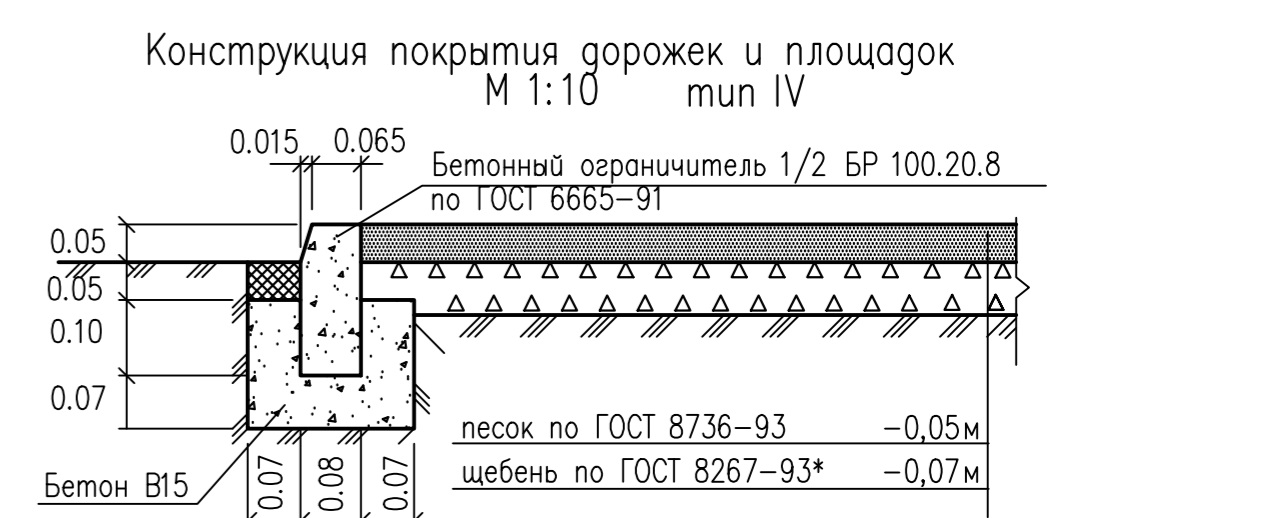 Конструкция покрытия дорожек и площадок
М 1:10 тип IV
0.015 0.065
Бетонный ограничитель 1/2 БР 100.20.8
по ГОСТ 6665-91
0.05
0.05
0.10
0.07
песок по ГОСТ 8736-93 -0,05м
щебень по ГОСТ 8267-93* -0,07м
Бетон В15
0.07 0.08 0.07